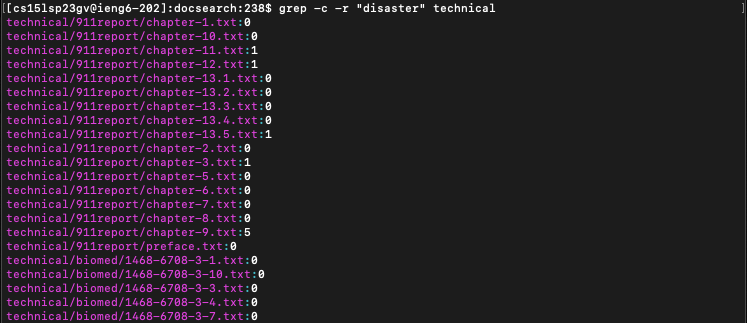 [[cs15lsp23gv@ieng6-202]:docsearch:238$ grep -c -r "disaster" technical ]
technical/911report/chapter-1.txt:0
technical/911report/chapter-10.txt:0
technical/911report/chapter-11.txt:1
technical/911report/chapter-12.txt:1
technical/911report/chapter-13.1.txt:0
technical/911report/chapter-13.2.txt:0
technical/911report/chapter-13.3.txt:0
technical/911report/chapter-13.4.txt:0
technical/911report/chapter-13.5.txt:1
technical/911report/chapter-2.txt:0
technical/911report/chapter-3.txt:1
technical/911report/chapter-5.txt:0
technical/911report/chapter-6.txt:0
technical/911report/chapter-7.txt:0
technical/911report/chapter-8.txt:0
technical/911report/chapter-9.txt:5
technical/911report/preface.txt:0
technical/biomed/1468-6708-3-1.txt:0
technical/biomed/1468-6708-3-10.txt:0
technical/biomed/1468-6708-3-3.txt:0
technical/biomed/1468-6708-3-4.txt:0
technical/biomed/1468-6708-3-7.txt:0